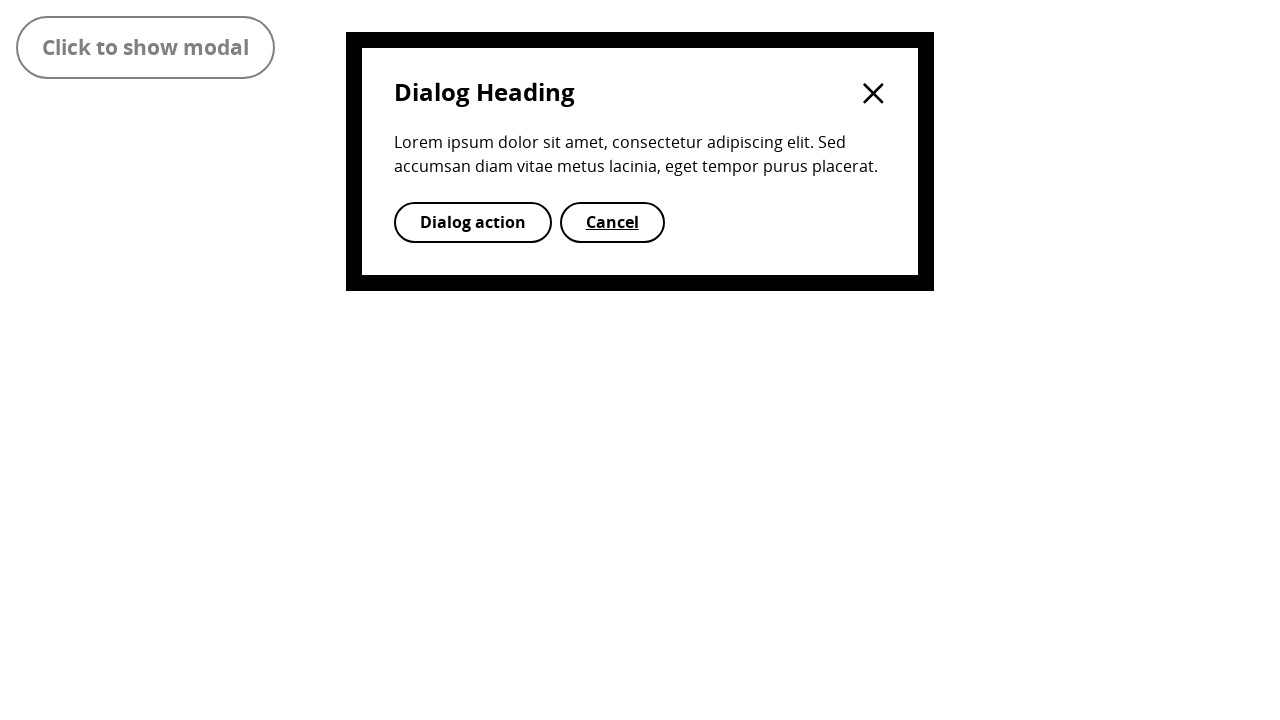 Click to show modal
Dialog Heading
Lorem ipsum dolor sit amet, consectetur adipiscing elit. Sed
accumsan diam vitae metus lacinia, eget tempor purus placerat.
Dialog action
Cancel